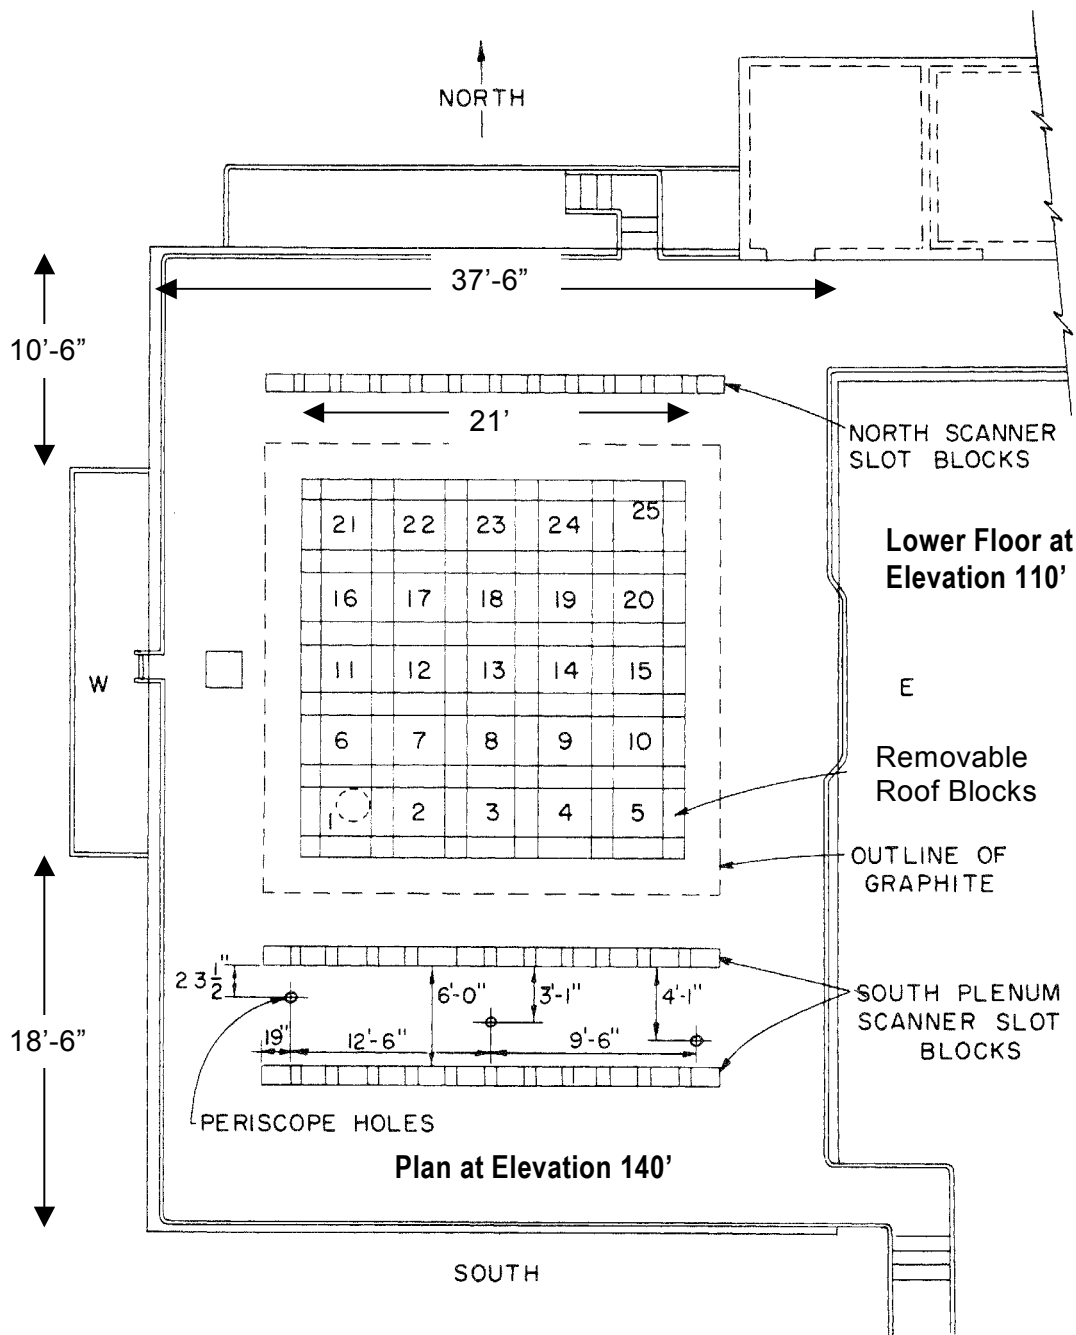 NORTH
37'-6”
10'-6”
21'
NORTH SCANNER
SLOT BLOCKS
21 22 23 24 25
Lower Floor at
Elevation 110’
16 17 18 19 20
11 12 13 14 15
W
E
6 7 8 9 10
Removable
Roof Blocks
1 2 3 4 5
OUTLINE OF
GRAPHITE
2 3 1/2"
6'-0"
3'-1"
4'-1"
SOUTH PLENUM
SCANNER SLOT
BLOCKS
18’-6”
19"
12'-6"
9'-6"
PERISCOPE HOLES
Plan at Elevation 140’
SOUTH